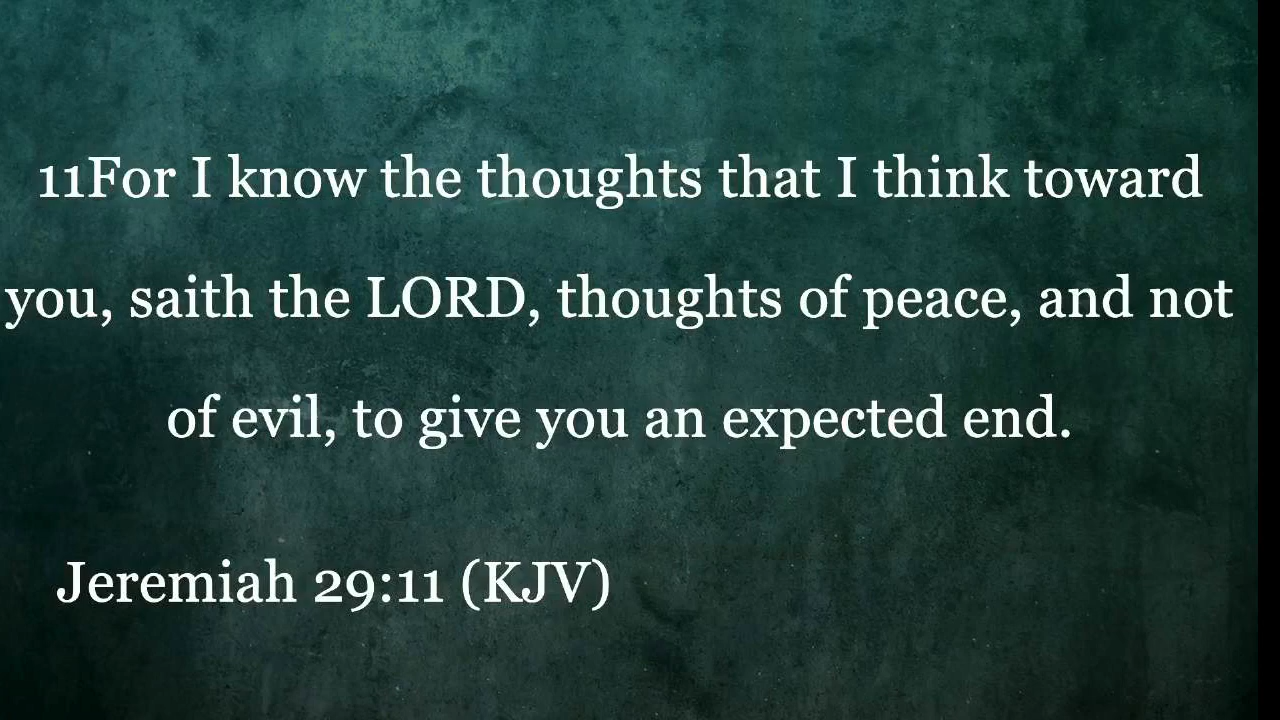 11For I know the thoughts that I think toward
you, saith the LORD, thoughts of peace, and not
of evil, to give you an expected end.
Jeremiah 29:11 (KJV)